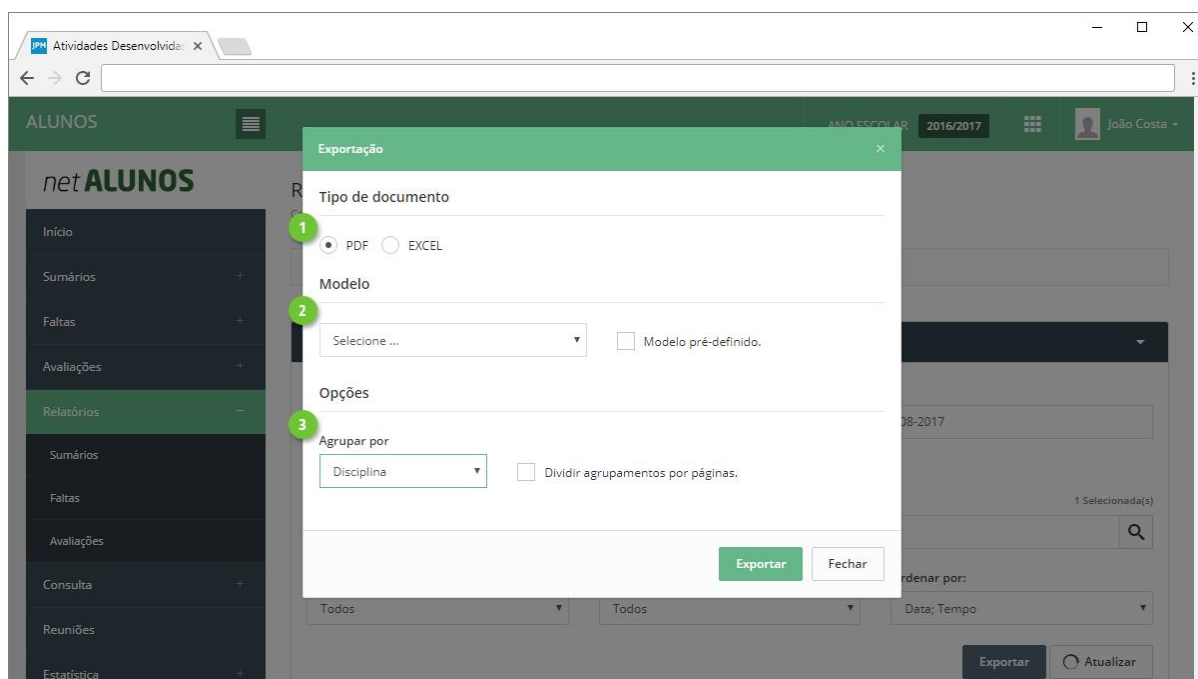 JPM Atividades Desenvolvida
ALUNOS
ANO ESCOLAR 2016/2017
João Costa
net ALUNOS
Início
Sumários
Faltas
Avaliações
Relatórios
Sumários
Faltas
Avaliações
Consulta
Reuniões
Estatística
R
Exportação
Tipo de documento
1
PDF EXCEL
Modelo
2
Selecione ... Modelo pré-definido.
Opções
3
Agrupar por
Disciplina Dividir agrupamentos por páginas.
Exportar Fechar
08-2017
1 Selecionada(s)
rdenar por:
Todos Todos Data; Tempo
Exportar Atualizar